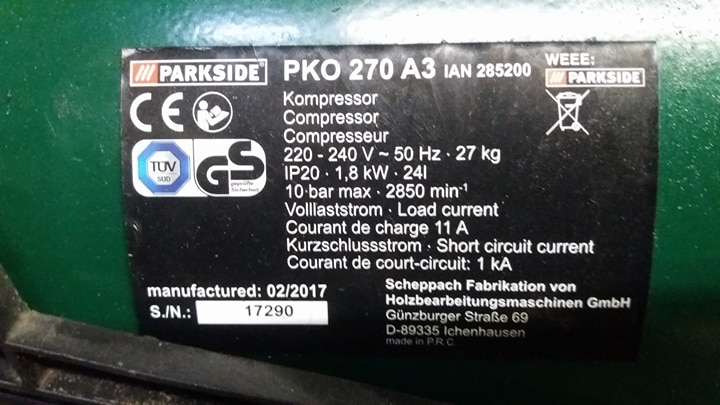 /// PARKSIDE® PKO 270 A3 IAN 285200
WEEE:
/// PARKSIDE
CE
Kompressor
Compressor
Compresseur
220 - 240 V ~ 50 Hz · 27 kg
IP20 · 1,8 kW · 24l
10 bar max · 2850 min⁻¹
Volllaststrom · Load current
Courant de charge 11 A
Kurzschlussstrom · Short circuit current
Courant de court-circuit: 1 kA
TÜV
SÜD
GS
geprüfte
Sicherheit
manufactured: 02/2017
S./N.: 17290
Scheppach Fabrikation von
Holzbearbeitungsmaschinen GmbH
Günzburger Straße 69
D-89335 Ichenhausen
made in P.R.C.